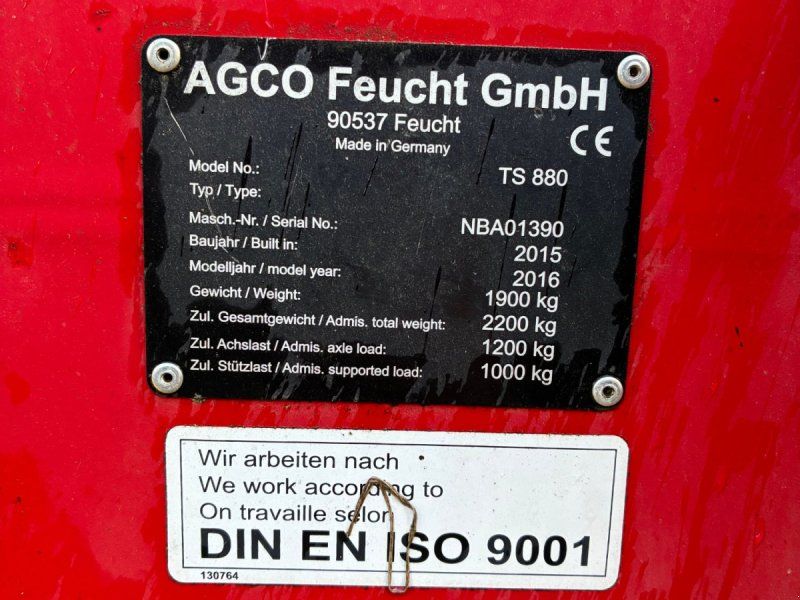 AGCO Feucht GmbH
90537 Feucht
Made in Germany
CE
Model No.: TS 880
Typ / Type:
Masch.-Nr. / Serial No.: NBA01390
Baujahr / Built in: 2015
Modelljahr / model year: 2016
Gewicht / Weight: 1900 kg
Zul. Gesamtgewicht / Admis. total weight: 2200 kg
Zul. Achslast / Admis. axle load: 1200 kg
Zul. Stützlast / Admis. supported load: 1000 kg
Wir arbeiten nach
We work according to
On travaille selon
DIN EN ISO 9001
130764